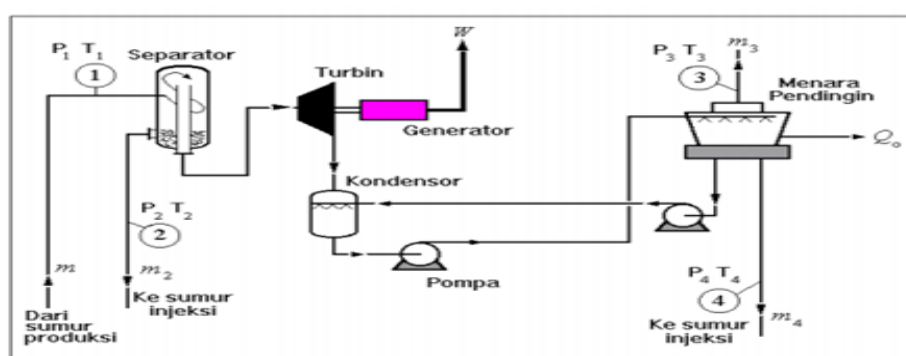 P₁ T₁
1
Separator
Turbin
W
Generator
Kondensor
P₂ T₂
2
m₂
Ke sumur
injeksi
m
Dari
sumur
produksi
Pompa
P₃ T₃
3
m₃
Menara
Pendingin
Qₒ
P₄ T₄
4
m₄
Ke sumur
injeksi